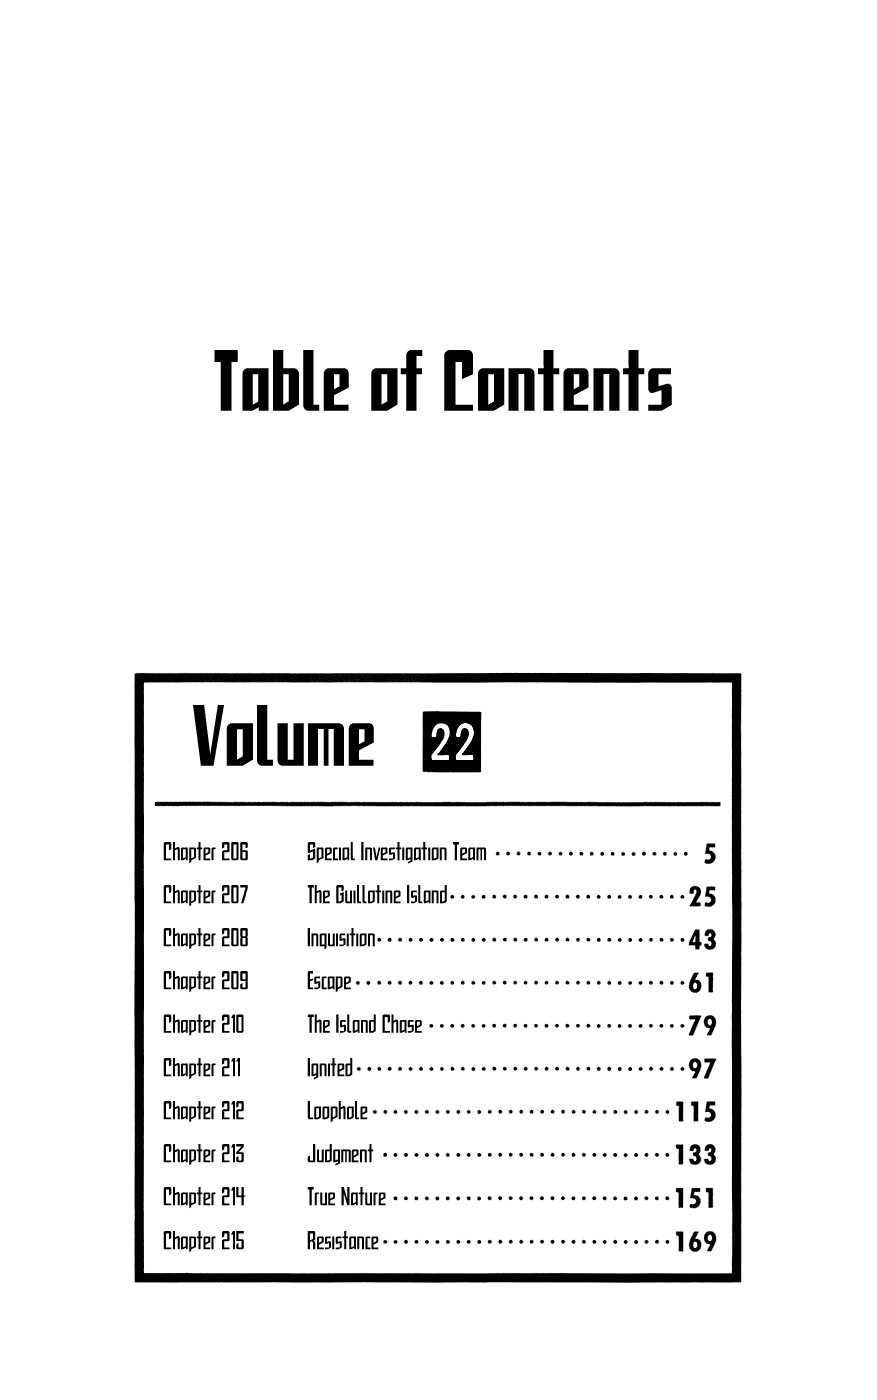 Table of Contents
Volume 22
Chapter 206 Special Investigation Team ··················· 5
Chapter 207 The Guillotine Island······················· 25
Chapter 208 Inquisition······························ 43
Chapter 209 Escape ································ 61
Chapter 210 The Island Chase ························· 79
Chapter 211 Ignited································ 97
Chapter 212 Loophole ····························· 115
Chapter 213 Judgment ···························· 133
Chapter 214 True Nature ··························· 151
Chapter 215 Resistance···························· 169